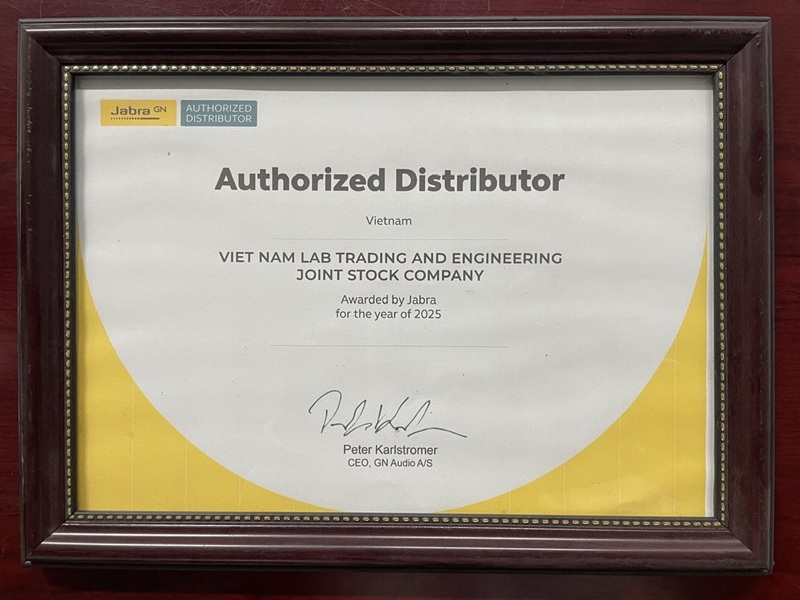 Jabra GN
AUTHORIZED
DISTRIBUTOR
Authorized Distributor
Vietnam
VIET NAM LAB TRADING AND ENGINEERING
JOINT STOCK COMPANY
Awarded by Jabra
for the year of 2025
Peter Karlstromer
CEO, GN Audio A/S